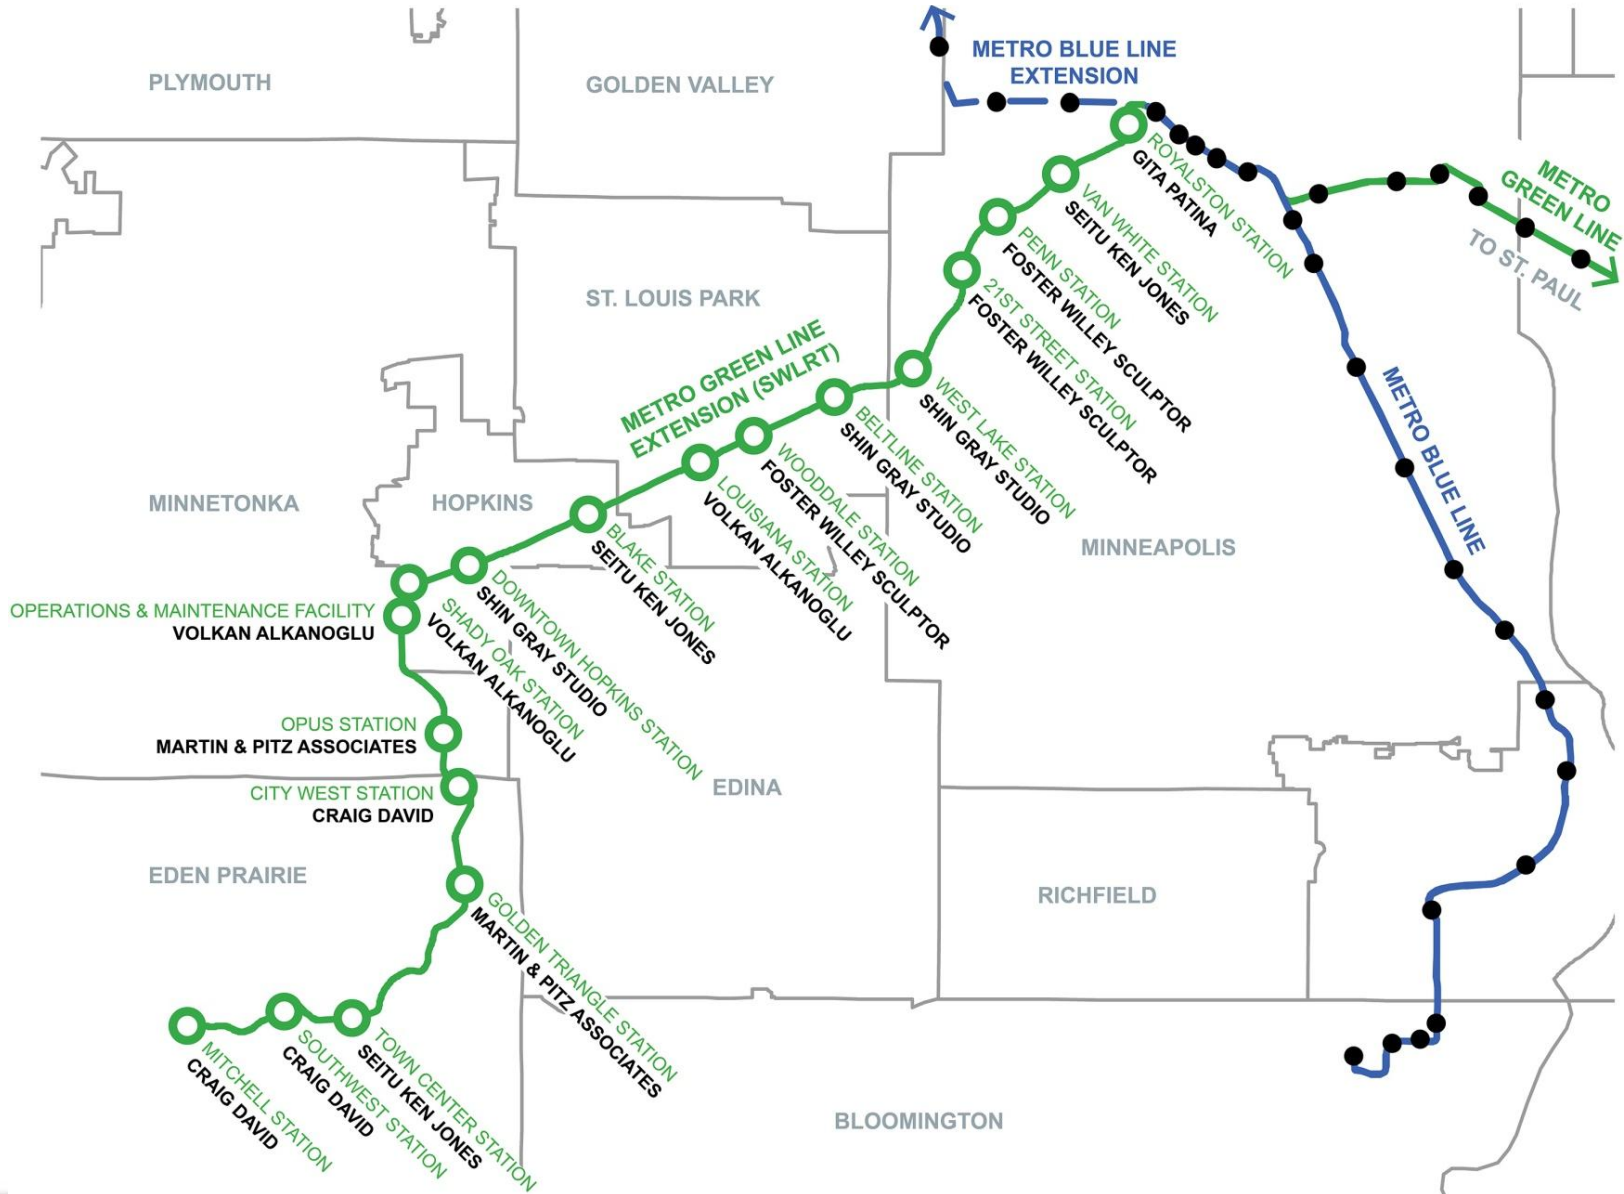 METRO BLUE LINE
EXTENSION
PLYMOUTH
GOLDEN VALLEY
ROYALSTON STATION
GITA PATINA
METRO
GREEN LINE
TO ST. PAUL
VAN WHITE STATION
SEITU KEN JONES
PENN STATION
FOSTER WILLEY SCULPTOR
21ST STREET STATION
FOSTER WILLEY SCULPTOR
ST. LOUIS PARK
METRO GREEN LINE
EXTENSION (SWLRT)
WEST LAKE STATION
SHIN GRAY STUDIO
BELTLINE STATION
SHIN GRAY STUDIO
WOODDALE STATION
FOSTER WILLEY SCULPTOR
LOUISIANA STATION
VOLKAN ALKANOGLU
METRO BLUE LINE
MINNETONKA
HOPKINS
MINNEAPOLIS
BLAKE STATION
SEITU KEN JONES
DOWNTOWN HOPKINS STATION
SHIN GRAY STUDIO
SHADY OAK STATION
VOLKAN ALKANOGLU
OPERATIONS & MAINTENANCE FACILITY
VOLKAN ALKANOGLU
OPUS STATION
MARTIN & PITZ ASSOCIATES
CITY WEST STATION
CRAIG DAVID
EDINA
EDEN PRAIRIE
RICHFIELD
GOLDEN TRIANGLE STATION
MARTIN & PITZ ASSOCIATES
TOWN CENTER STATION
SEITU KEN JONES
SOUTHWEST STATION
CRAIG DAVID
MITCHELL STATION
CRAIG DAVID
BLOOMINGTON